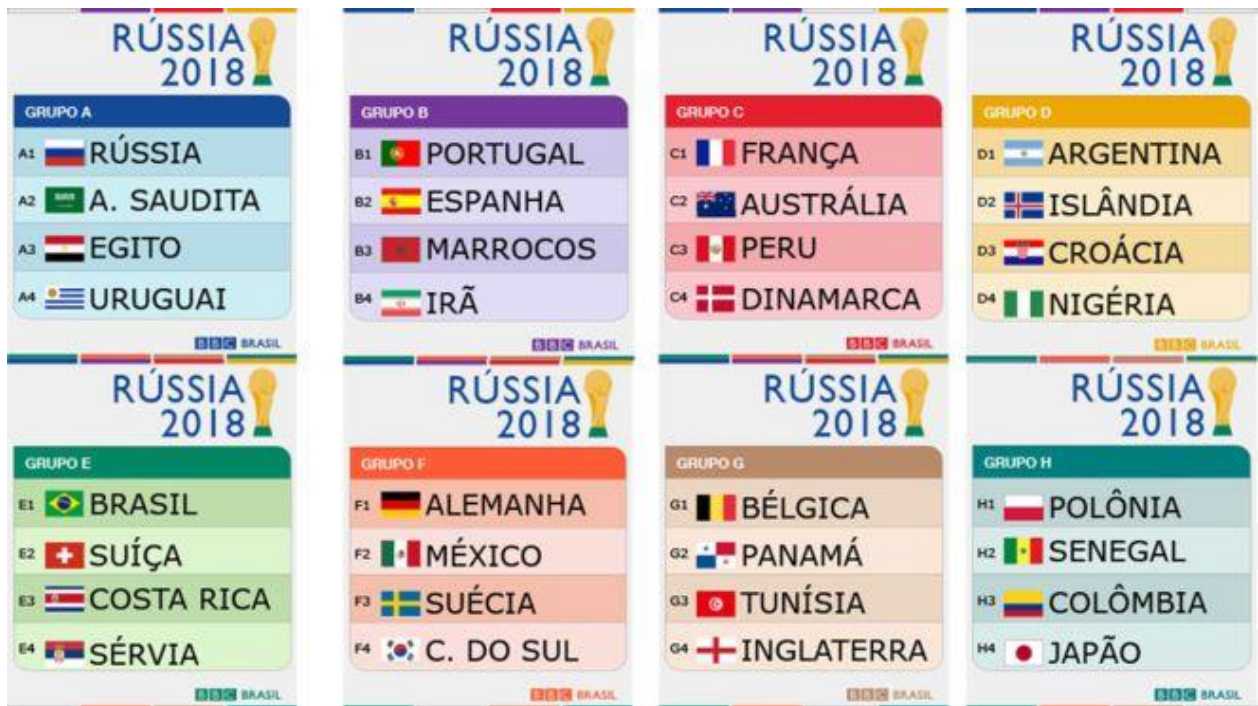 RÚSSIA
2018
GRUPO A
A1 RÚSSIA
A2 A. SAUDITA
A3 EGITO
A4 URUGUAI
BBC BRASIL
RÚSSIA
2018
GRUPO B
B1 PORTUGAL
B2 ESPANHA
B3 MARROCOS
B4 IRÃ
BBC BRASIL
RÚSSIA
2018
GRUPO C
C1 FRANÇA
C2 AUSTRÁLIA
C3 PERU
C4 DINAMARCA
BBC BRASIL
RÚSSIA
2018
GRUPO D
D1 ARGENTINA
D2 ISLÂNDIA
D3 CROÁCIA
D4 NIGÉRIA
BBC BRASIL
RÚSSIA
2018
GRUPO E
E1 BRASIL
E2 SUÍÇA
E3 COSTA RICA
E4 SÉRVIA
BBC BRASIL
RÚSSIA
2018
GRUPO F
F1 ALEMANHA
F2 MÉXICO
F3 SUÉCIA
F4 C. DO SUL
BBC BRASIL
RÚSSIA
2018
GRUPO G
G1 BÉLGICA
G2 PANAMÁ
G3 TUNÍSIA
G4 INGLATERRA
BBC BRASIL
RÚSSIA
2018
GRUPO H
H1 POLÔNIA
H2 SENEGAL
H3 COLÔMBIA
H4 JAPÃO
BBC BRASIL